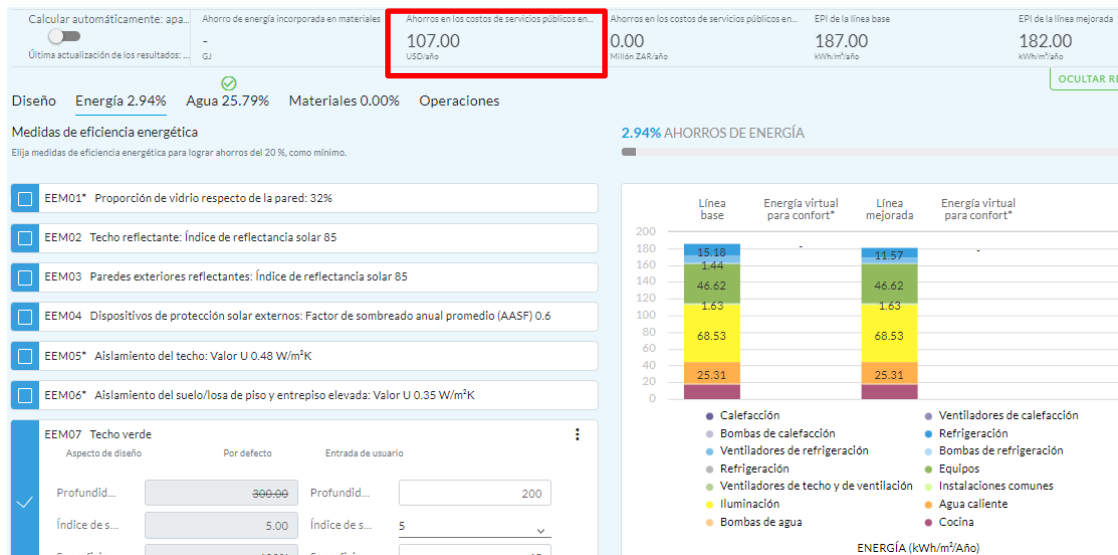 Calcular automáticamente: apa...
Ahorro de energía incorporada en materiales
Ahorros en los costos de servicios públicos en...
Ahorros en los costos de servicios públicos en...
EPI de la línea base
EPI de la línea mejorada
-
107.00
0.00
187.00
182.00
Última actualización de los resultados: ...
GJ
USD/año
Millón ZAR/año
kWh/m²/año
kWh/m²/año
OCULTAR RE
Diseño Energía 2.94% Agua 25.79% Materiales 0.00% Operaciones
Medidas de eficiencia energética
Elija medidas de eficiencia energética para lograr ahorros del 20 %, como mínimo.
2.94% AHORROS DE ENERGÍA
EEM01* Proporción de vidrio respecto de la pared: 32%
EEM02 Techo reflectante: Índice de reflectancia solar 85
EEM03 Paredes exteriores reflectantes: Índice de reflectancia solar 85
EEM04 Dispositivos de protección solar externos: Factor de sombreado anual promedio (AASF) 0.6
EEM05* Aislamiento del techo: Valor U 0.48 W/m²K
EEM06* Aislamiento del suelo/losa de piso y entrepiso elevada: Valor U 0.35 W/m²K
EEM07 Techo verde
Aspecto de diseño Por defecto Entrada de usuario
Profundid... 300.00 Profundid... 200
Índice de s... 5.00 Índice de s... 5
Línea base
Energía virtual para confort*
Línea mejorada
Energía virtual para confort*
200
180
160
140
120
100
80
60
40
20
0
15.18
1.44
46.62
1.63
68.53
25.31
-
11.57
46.62
1.63
68.53
25.31
-
Calefacción
Ventiladores de calefacción
Bombas de calefacción
Refrigeración
Ventiladores de refrigeración
Bombas de refrigeración
Refrigeración
Equipos
Ventiladores de techo y de ventilación
Instalaciones comunes
Iluminación
Agua caliente
Bombas de agua
Cocina
ENERGÍA (kWh/m²/Año)